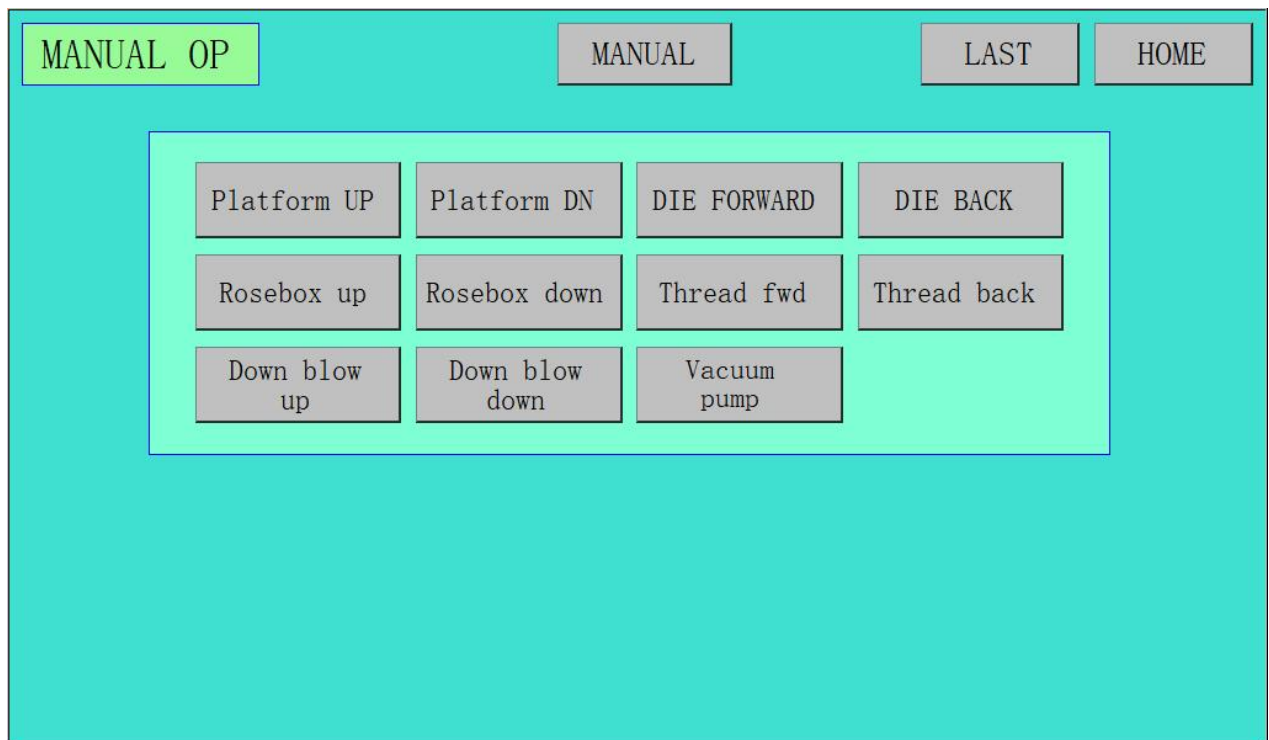 MANUAL OP MANUAL LAST HOME
Platform UP Platform DN DIE FORWARD DIE BACK
Rosebox up Rosebox down Thread fwd Thread back
Down blow up
Down blow down
Vacuum pump